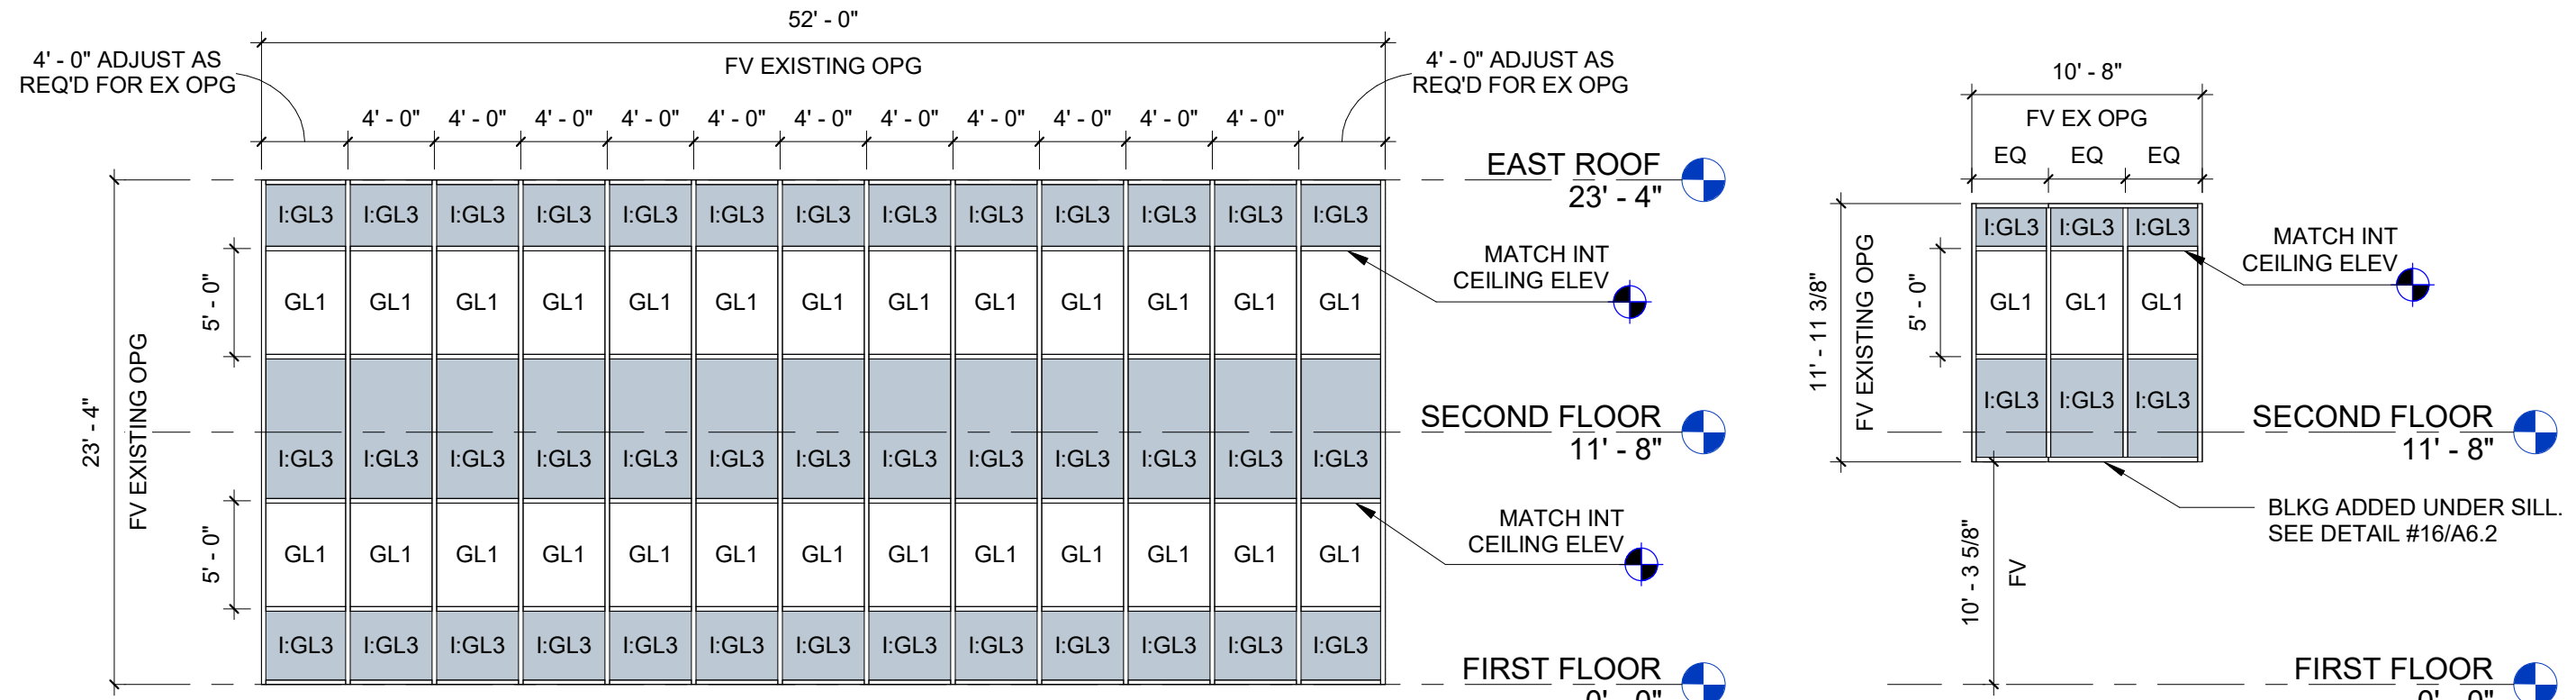 52' - 0"
4' - 0" ADJUST AS
REQ'D FOR EX OPG
FV EXISTING OPG
4' - 0" ADJUST AS
REQ'D FOR EX OPG
4' - 0" 4' - 0" 4' - 0" 4' - 0" 4' - 0" 4' - 0" 4' - 0" 4' - 0" 4' - 0" 4' - 0" 4' - 0"
23' - 4"
FV EXISTING OPG
5' - 0"
5' - 0"
I:GL3 I:GL3 I:GL3 I:GL3 I:GL3 I:GL3 I:GL3 I:GL3 I:GL3 I:GL3 I:GL3 I:GL3 I:GL3
GL1 GL1 GL1 GL1 GL1 GL1 GL1 GL1 GL1 GL1 GL1 GL1 GL1
I:GL3 I:GL3 I:GL3 I:GL3 I:GL3 I:GL3 I:GL3 I:GL3 I:GL3 I:GL3 I:GL3 I:GL3 I:GL3
GL1 GL1 GL1 GL1 GL1 GL1 GL1 GL1 GL1 GL1 GL1 GL1 GL1
I:GL3 I:GL3 I:GL3 I:GL3 I:GL3 I:GL3 I:GL3 I:GL3 I:GL3 I:GL3 I:GL3 I:GL3 I:GL3
EAST ROOF
23' - 4"
MATCH INT
CEILING ELEV
SECOND FLOOR
11' - 8"
MATCH INT
CEILING ELEV
FIRST FLOOR
0' - 0"
10' - 8"
FV EX OPG
EQ EQ EQ
11' - 11 3/8"
FV EXISTING OPG
5' - 0"
I:GL3 I:GL3 I:GL3
GL1 GL1 GL1
I:GL3 I:GL3 I:GL3
MATCH INT
CEILING ELEV
SECOND FLOOR
11' - 8"
BLKG ADDED UNDER SILL.
SEE DETAIL #16/A6.2
10' - 3 5/8"
FV
FIRST FLOOR
0' - 0"